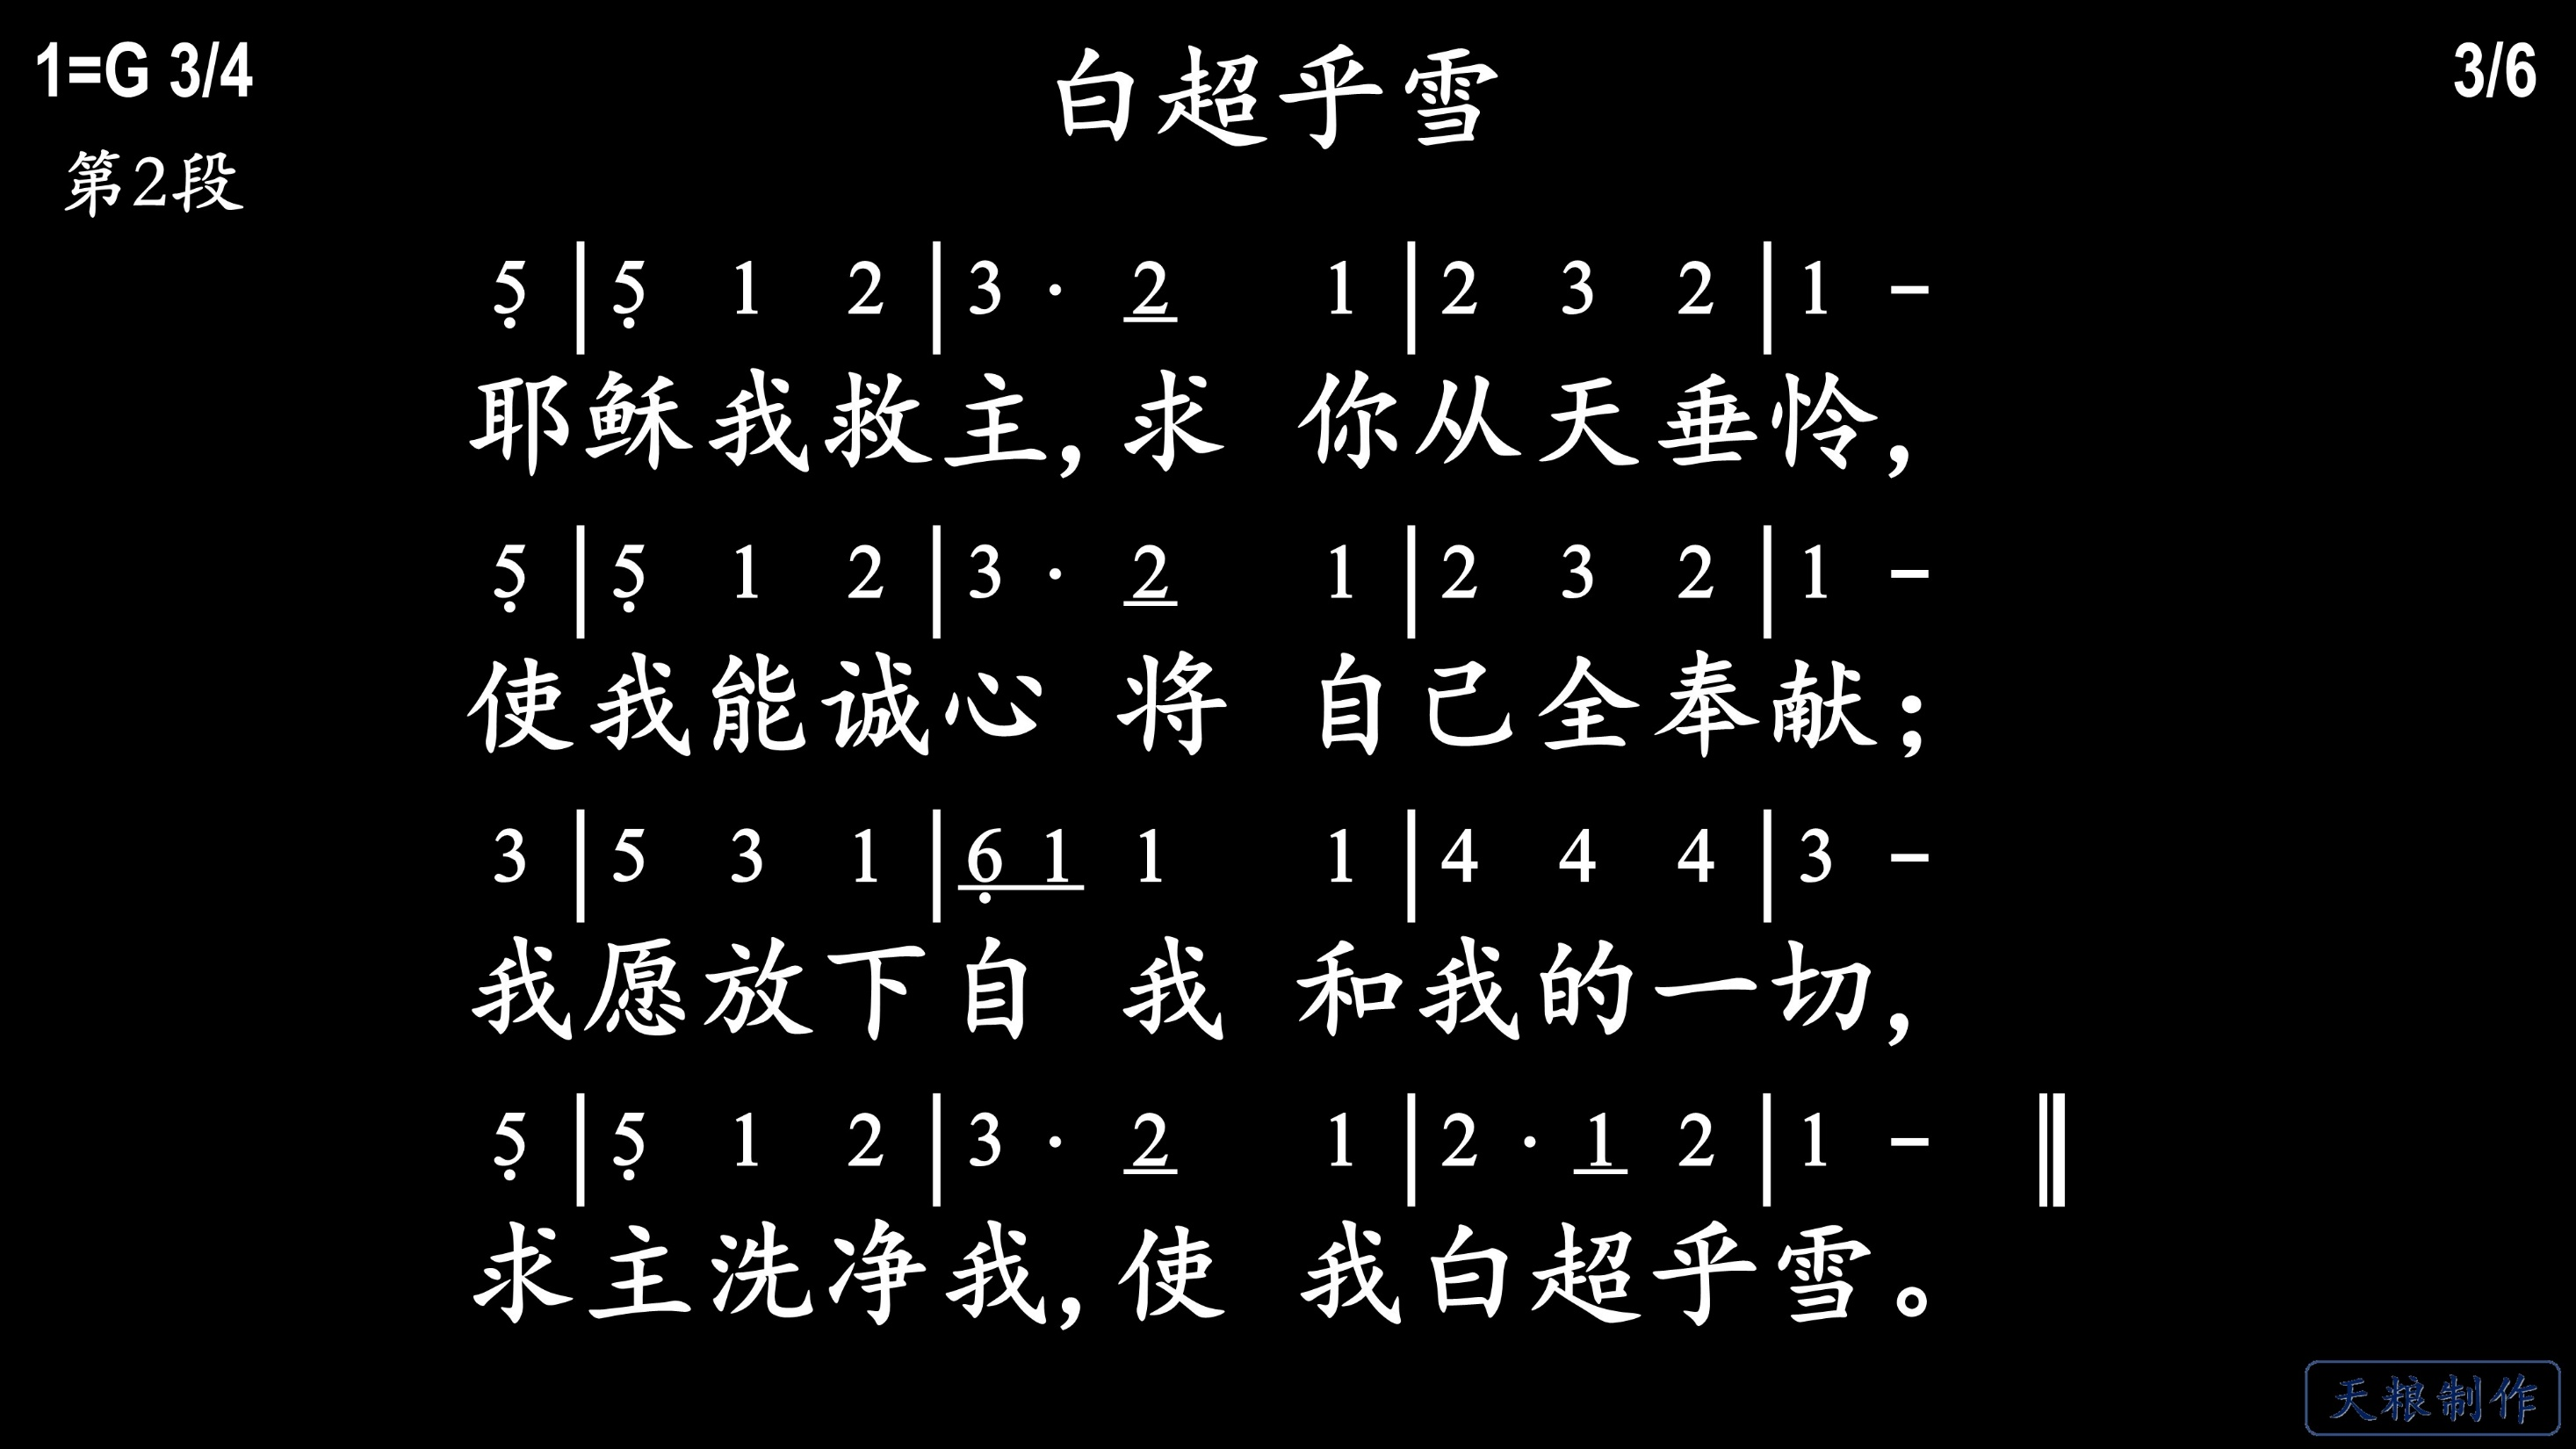 1=G 3/4
白超乎雪
3/6
第2段
5̣ | 5̣ 1 2 | 3 · 2 1 | 2 3 2 | 1 –
耶稣我救主,求 你从天垂怜,
5̣ | 5̣ 1 2 | 3 · 2 1 | 2 3 2 | 1 –
使我能诚心 将 自己全奉献;
3 | 5 3 1 | 6̣ 1 1 1 | 4 4 4 | 3 –
我愿放下自 我 和我的一切,
5̣ | 5̣ 1 2 | 3 · 2 1 | 2 · 1 2 | 1 – ‖
求主洗净我,使 我白超乎雪。
天粮制作